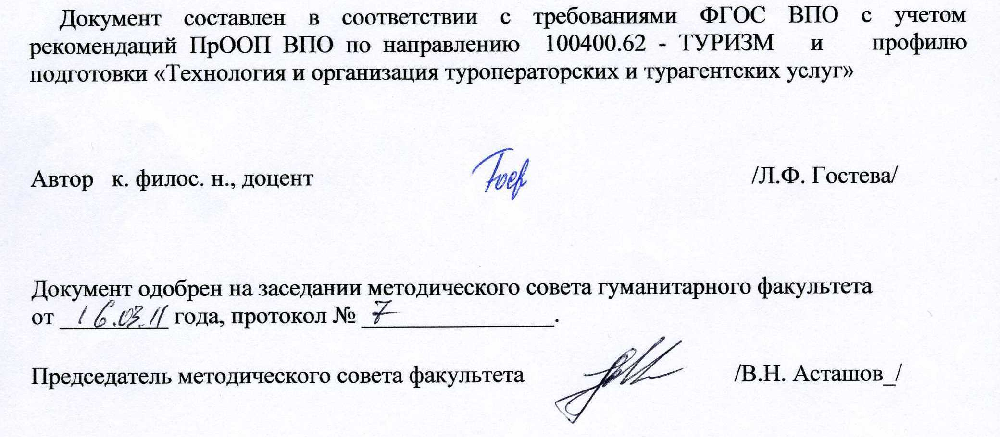 Документ составлен в соответствии с требованиями ФГОС ВПО с учетом
рекомендаций ПрООП ВПО по направлению 100400.62 - ТУРИЗМ и профилю
подготовки «Технология и организация туроператорских и турагентских услуг»
Автор к. филос. н., доцент /Л.Ф. Гостева/
Документ одобрен на заседании методического совета гуманитарного факультета
от 16.03.11 года, протокол № 7.
Председатель методического совета факультета /В.Н. Асташов_/